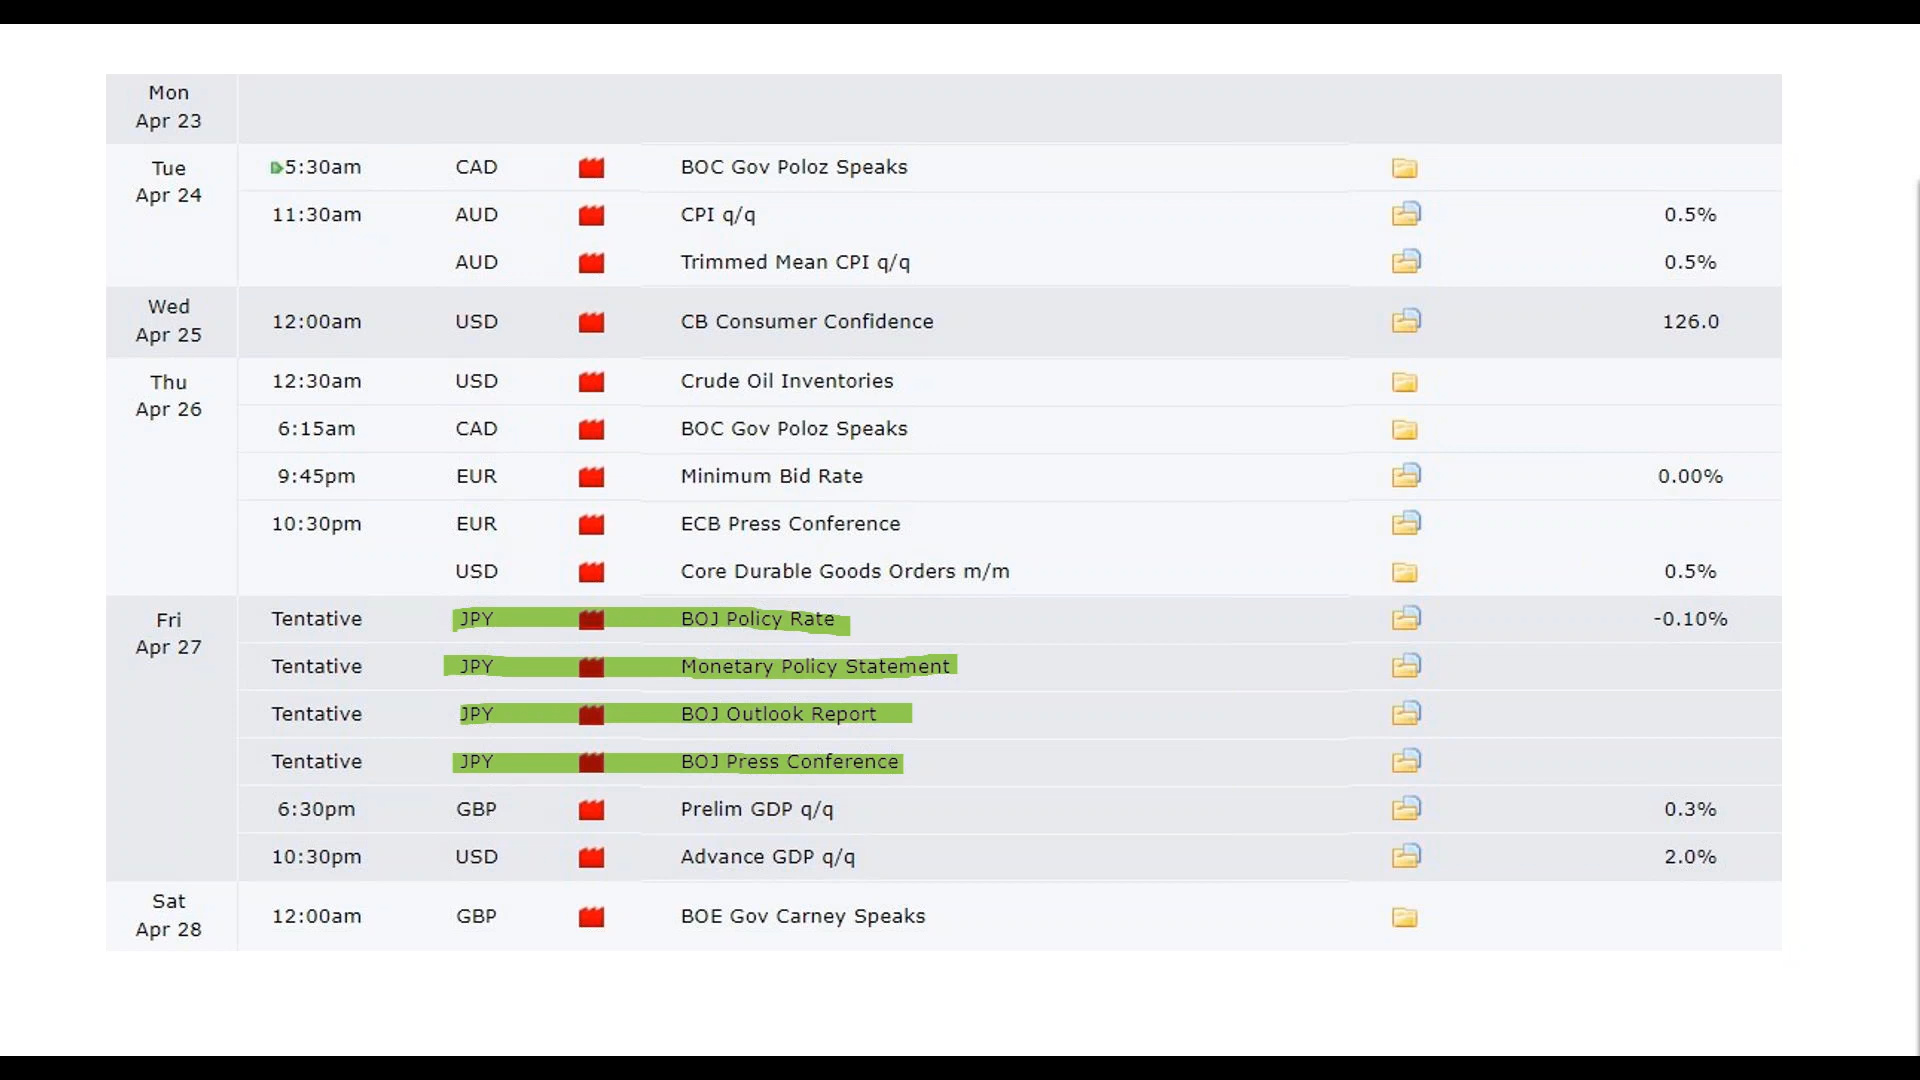 Mon
Apr 23
Tue
Apr 24
5:30am CAD BOC Gov Poloz Speaks
11:30am AUD CPI q/q 0.5%
AUD Trimmed Mean CPI q/q 0.5%
Wed
Apr 25
12:00am USD CB Consumer Confidence 126.0
Thu
Apr 26
12:30am USD Crude Oil Inventories
6:15am CAD BOC Gov Poloz Speaks
9:45pm EUR Minimum Bid Rate 0.00%
10:30pm EUR ECB Press Conference
USD Core Durable Goods Orders m/m 0.5%
Fri
Apr 27
Tentative JPY BOJ Policy Rate -0.10%
Tentative JPY Monetary Policy Statement
Tentative JPY BOJ Outlook Report
Tentative JPY BOJ Press Conference
6:30pm GBP Prelim GDP q/q 0.3%
10:30pm USD Advance GDP q/q 2.0%
Sat
Apr 28
12:00am GBP BOE Gov Carney Speaks